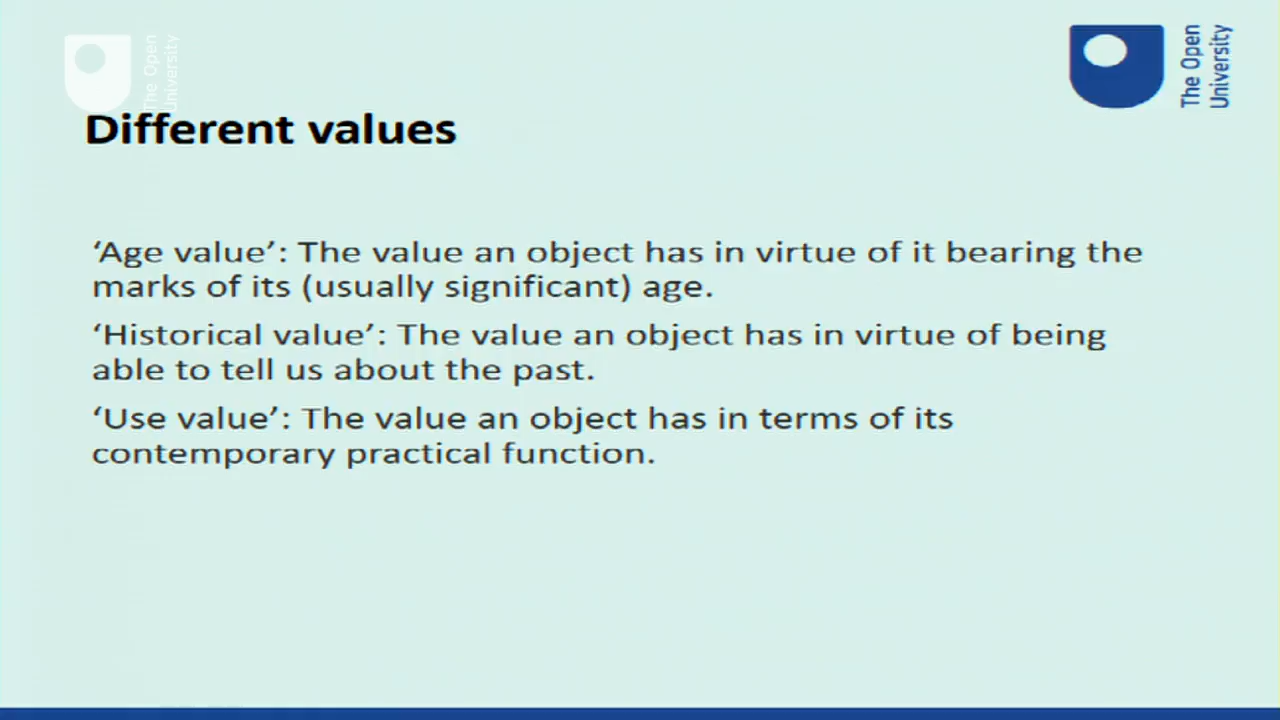 The Open
University
The Open
University
Different values
‘Age value’: The value an object has in virtue of it bearing the
marks of its (usually significant) age.
‘Historical value’: The value an object has in virtue of being
able to tell us about the past.
‘Use value’: The value an object has in terms of its
contemporary practical function.